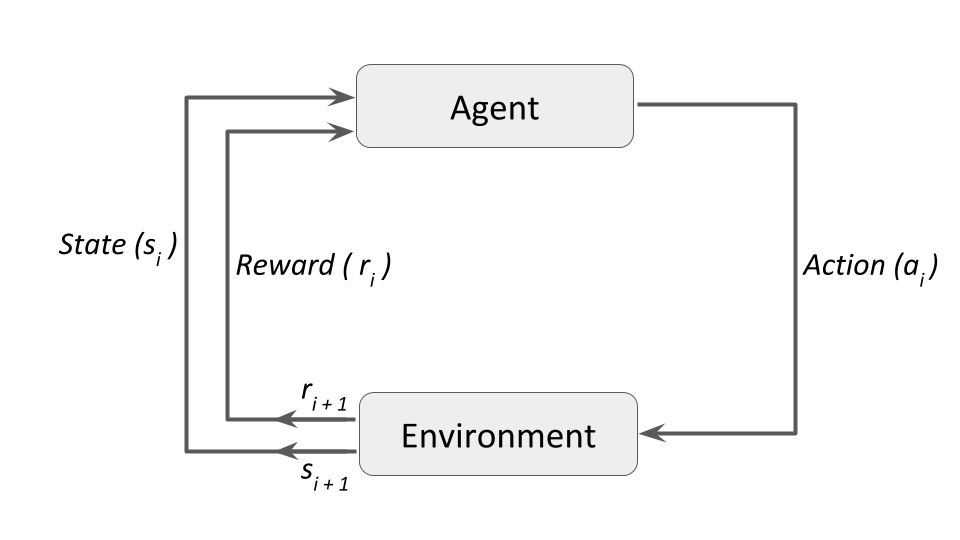 Agent
State (s_i)
Reward ( r_i )
Action (a_i)
r_i + 1
Environment
s_i + 1